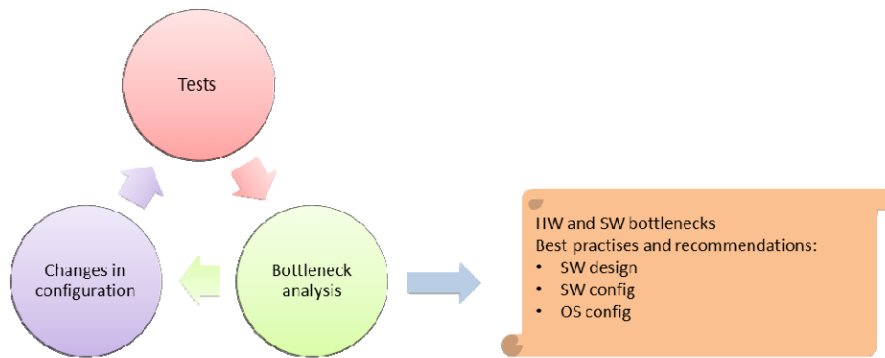 Tests
Changes in
configuration
Bottleneck
analysis
HW and SW bottlenecks
Best practises and recommendations:
• SW design
• SW config
• OS config